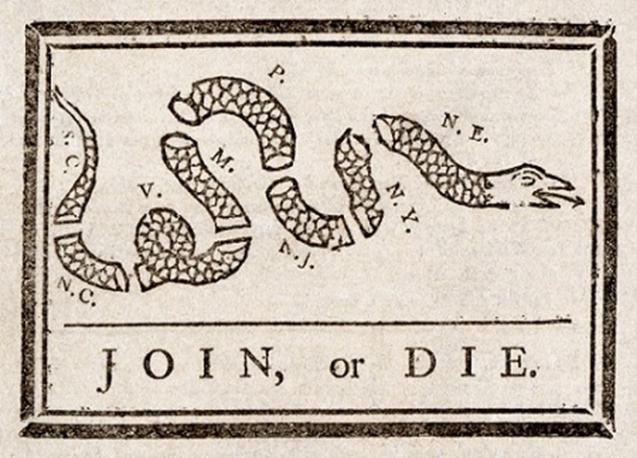 S. C.
N. C.
V.
M.
P.
N. J.
N. Y.
N. E.
JOIN, or DIE.